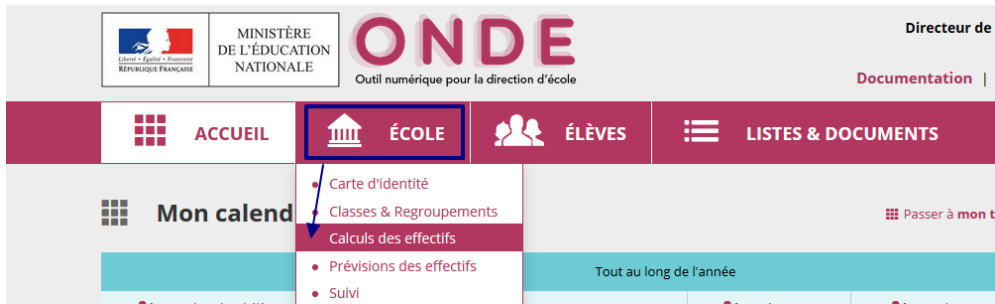 MINISTÈRE
DE L'ÉDUCATION
NATIONALE
Liberté • Égalité • Fraternité
RÉPUBLIQUE FRANÇAISE
ONDE
Outil numérique pour la direction d'école
Directeur de
Documentation |
ACCUEIL
ÉCOLE
ÉLÈVES
LISTES & DOCUMENTS
Carte d'identité
Classes & Regroupements
Calculs des effectifs
Prévisions des effectifs
Suivi
Mon calend
Passer à mon t
Tout au long de l'année